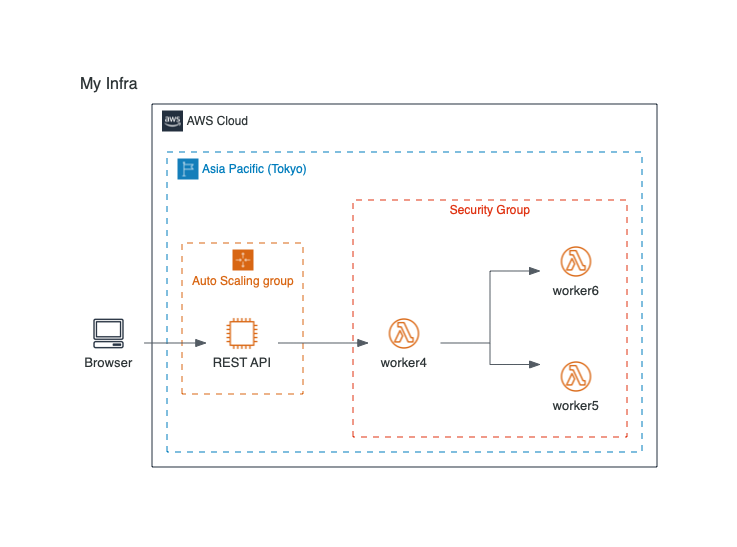 My Infra
aws
AWS Cloud
Asia Pacific (Tokyo)
Security Group
Auto Scaling group
worker6
Browser
REST API
worker4
worker5